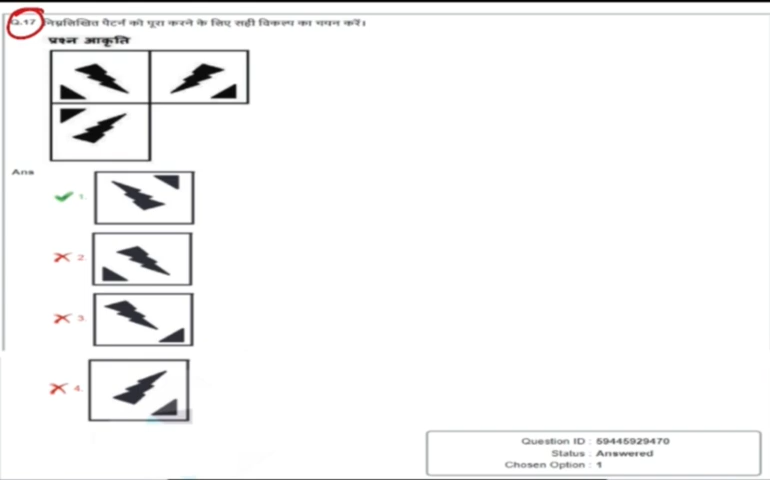 Q.17 निम्नलिखित पैटर्न को पूरा करने के लिए सही विकल्प का चयन करें।
प्रश्न आकृति
Ans
1.
2.
3.
4.
Question ID : 59445929470
Status : Answered
Chosen Option : 1